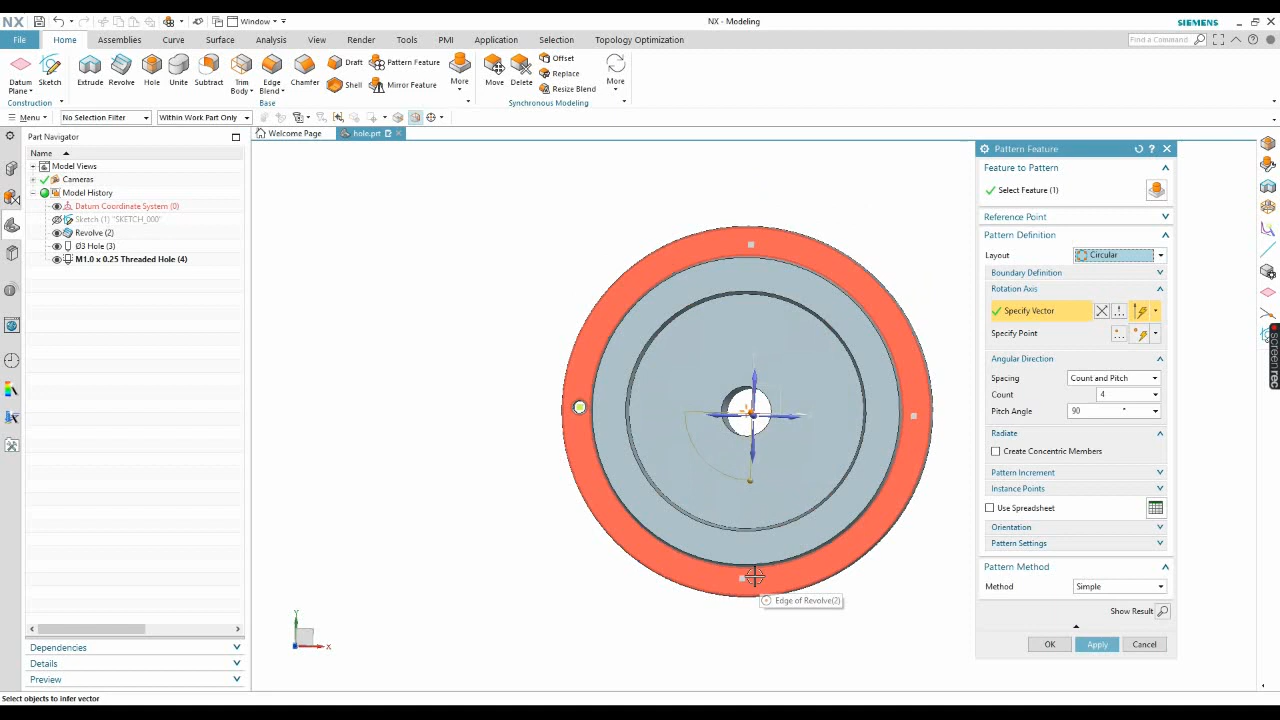 NX
Window
NX - Modeling
SIEMENS
File
Home
Assemblies
Curve
Surface
Analysis
View
Render
Tools
PMI
Application
Selection
Topology Optimization
Find a Command
Datum Plane
Sketch
Extrude
Revolve
Hole
Unite
Subtract
Trim Body
Edge Blend
Chamfer
Draft
Shell
Pattern Feature
Mirror Feature
More
Move
Delete
Offset
Replace
Resize Blend
More
Construction
Base
Synchronous Modeling
Menu
No Selection Filter
Within Work Part Only
Part Navigator
Welcome Page
hole.prt
Name
Model Views
Cameras
Model History
Datum Coordinate System (0)
Sketch (1) "SKETCH_000"
Revolve (2)
Ø3 Hole (3)
M1.0 x 0.25 Threaded Hole (4)
Dependencies
Details
Preview
Select objects to infer vector
Y
X
Edge of Revolve(2)
Pattern Feature
Feature to Pattern
Select Feature (1)
Reference Point
Pattern Definition
Layout
Circular
Boundary Definition
Rotation Axis
Specify Vector
Specify Point
Angular Direction
Spacing
Count and Pitch
Count
4
Pitch Angle
90
°
Radiate
Create Concentric Members
Pattern Increment
Instance Points
Use Spreadsheet
Orientation
Pattern Settings
Pattern Method
Method
Simple
Show Result
OK
Apply
Cancel
screenrec